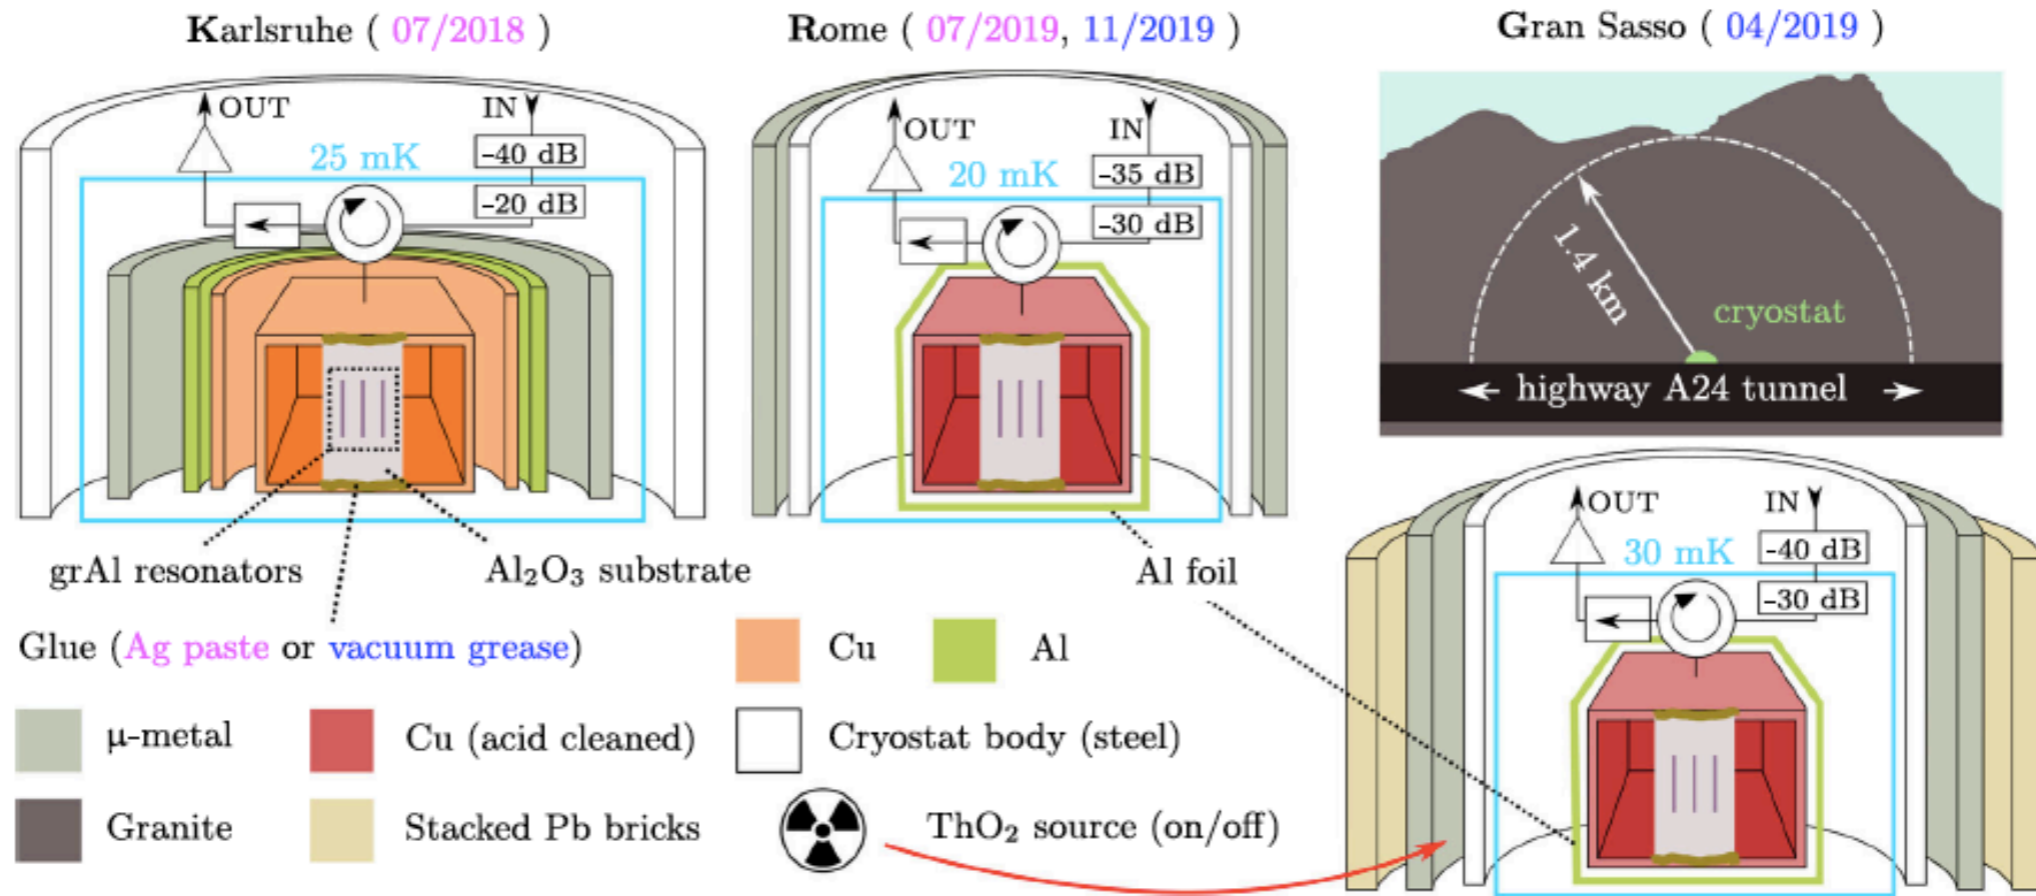 Karlsruhe ( 07/2018 )
OUT
IN
-40 dB
25 mK
-20 dB
grAl resonators
Al₂O₃ substrate
Rome ( 07/2019, 11/2019 )
OUT
IN
-35 dB
20 mK
-30 dB
Al foil
Gran Sasso ( 04/2019 )
1.4 km
cryostat
highway A24 tunnel
OUT
IN
-40 dB
30 mK
-30 dB
Glue (Ag paste or vacuum grease)
Cu
Al
μ-metal
Cu (acid cleaned)
Cryostat body (steel)
Granite
Stacked Pb bricks
ThO₂ source (on/off)